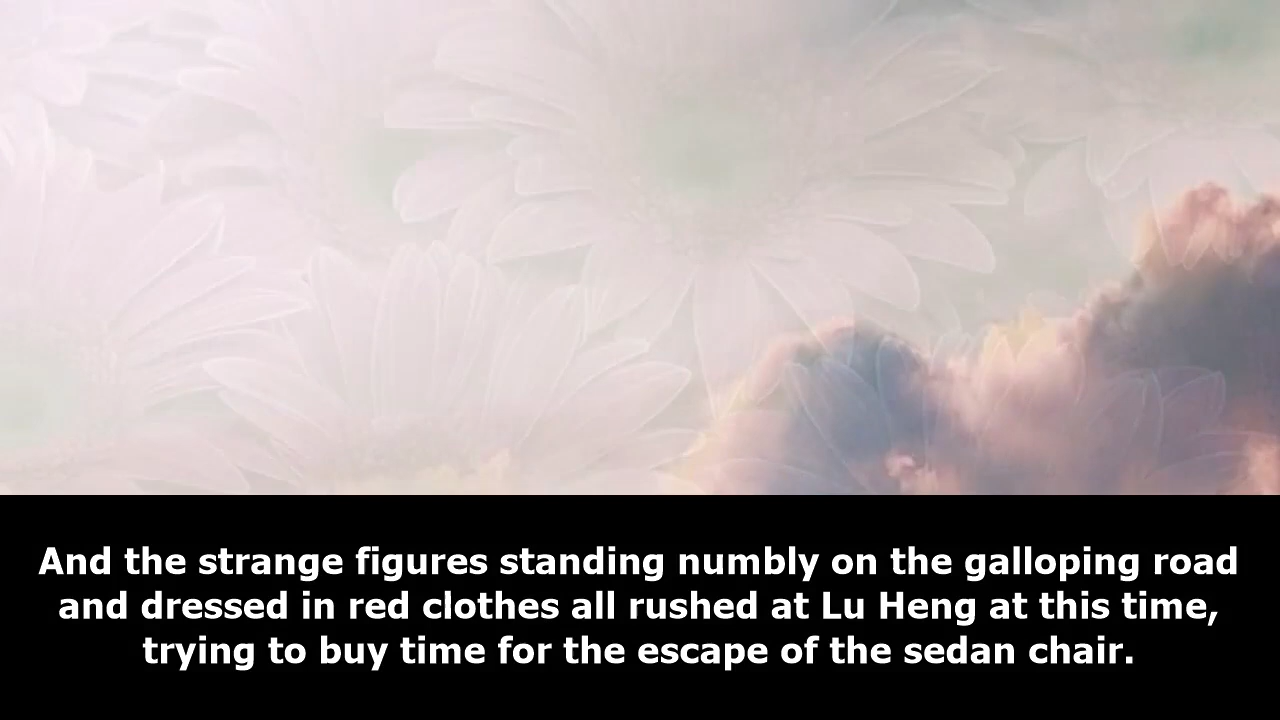 And the strange figures standing numbly on the galloping road
and dressed in red clothes all rushed at Lu Heng at this time,
trying to buy time for the escape of the sedan chair.